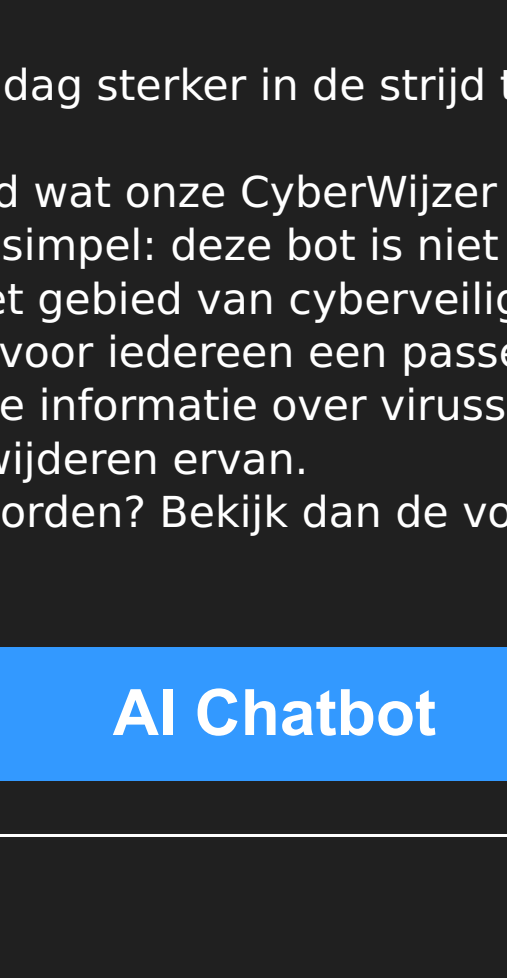 dag sterker in de strijd
wat onze CyberWijzer
simpel: deze bot is niet
gebied van cyberveilig
voor iedereen een passe
e informatie over viruss
wijderen ervan.
orden? Bekijk dan de vo
AI Chatbot